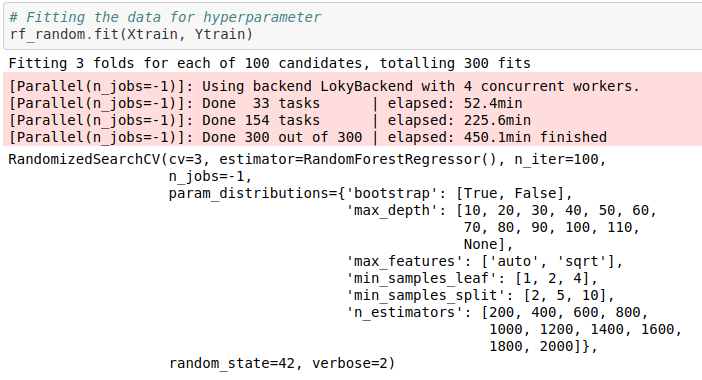 # Fitting the data for hyperparameter
rf_random.fit(Xtrain, Ytrain)
Fitting 3 folds for each of 100 candidates, totalling 300 fits
[Parallel(n_jobs=-1)]: Using backend LokyBackend with 4 concurrent workers.
[Parallel(n_jobs=-1)]: Done  33 tasks      | elapsed: 52.4min
[Parallel(n_jobs=-1)]: Done 154 tasks      | elapsed: 225.6min
[Parallel(n_jobs=-1)]: Done 300 out of 300 | elapsed: 450.1min finished
RandomizedSearchCV(cv=3, estimator=RandomForestRegressor(), n_iter=100,
                   n_jobs=-1,
                   param_distributions={'bootstrap': [True, False],
                                        'max_depth': [10, 20, 30, 40, 50, 60,
                                                      70, 80, 90, 100, 110,
                                                      None],
                                        'max_features': ['auto', 'sqrt'],
                                        'min_samples_leaf': [1, 2, 4],
                                        'min_samples_split': [2, 5, 10],
                                        'n_estimators': [200, 400, 600, 800,
                                                         1000, 1200, 1400, 1600,
                                                         1800, 2000]},
                   random_state=42, verbose=2)